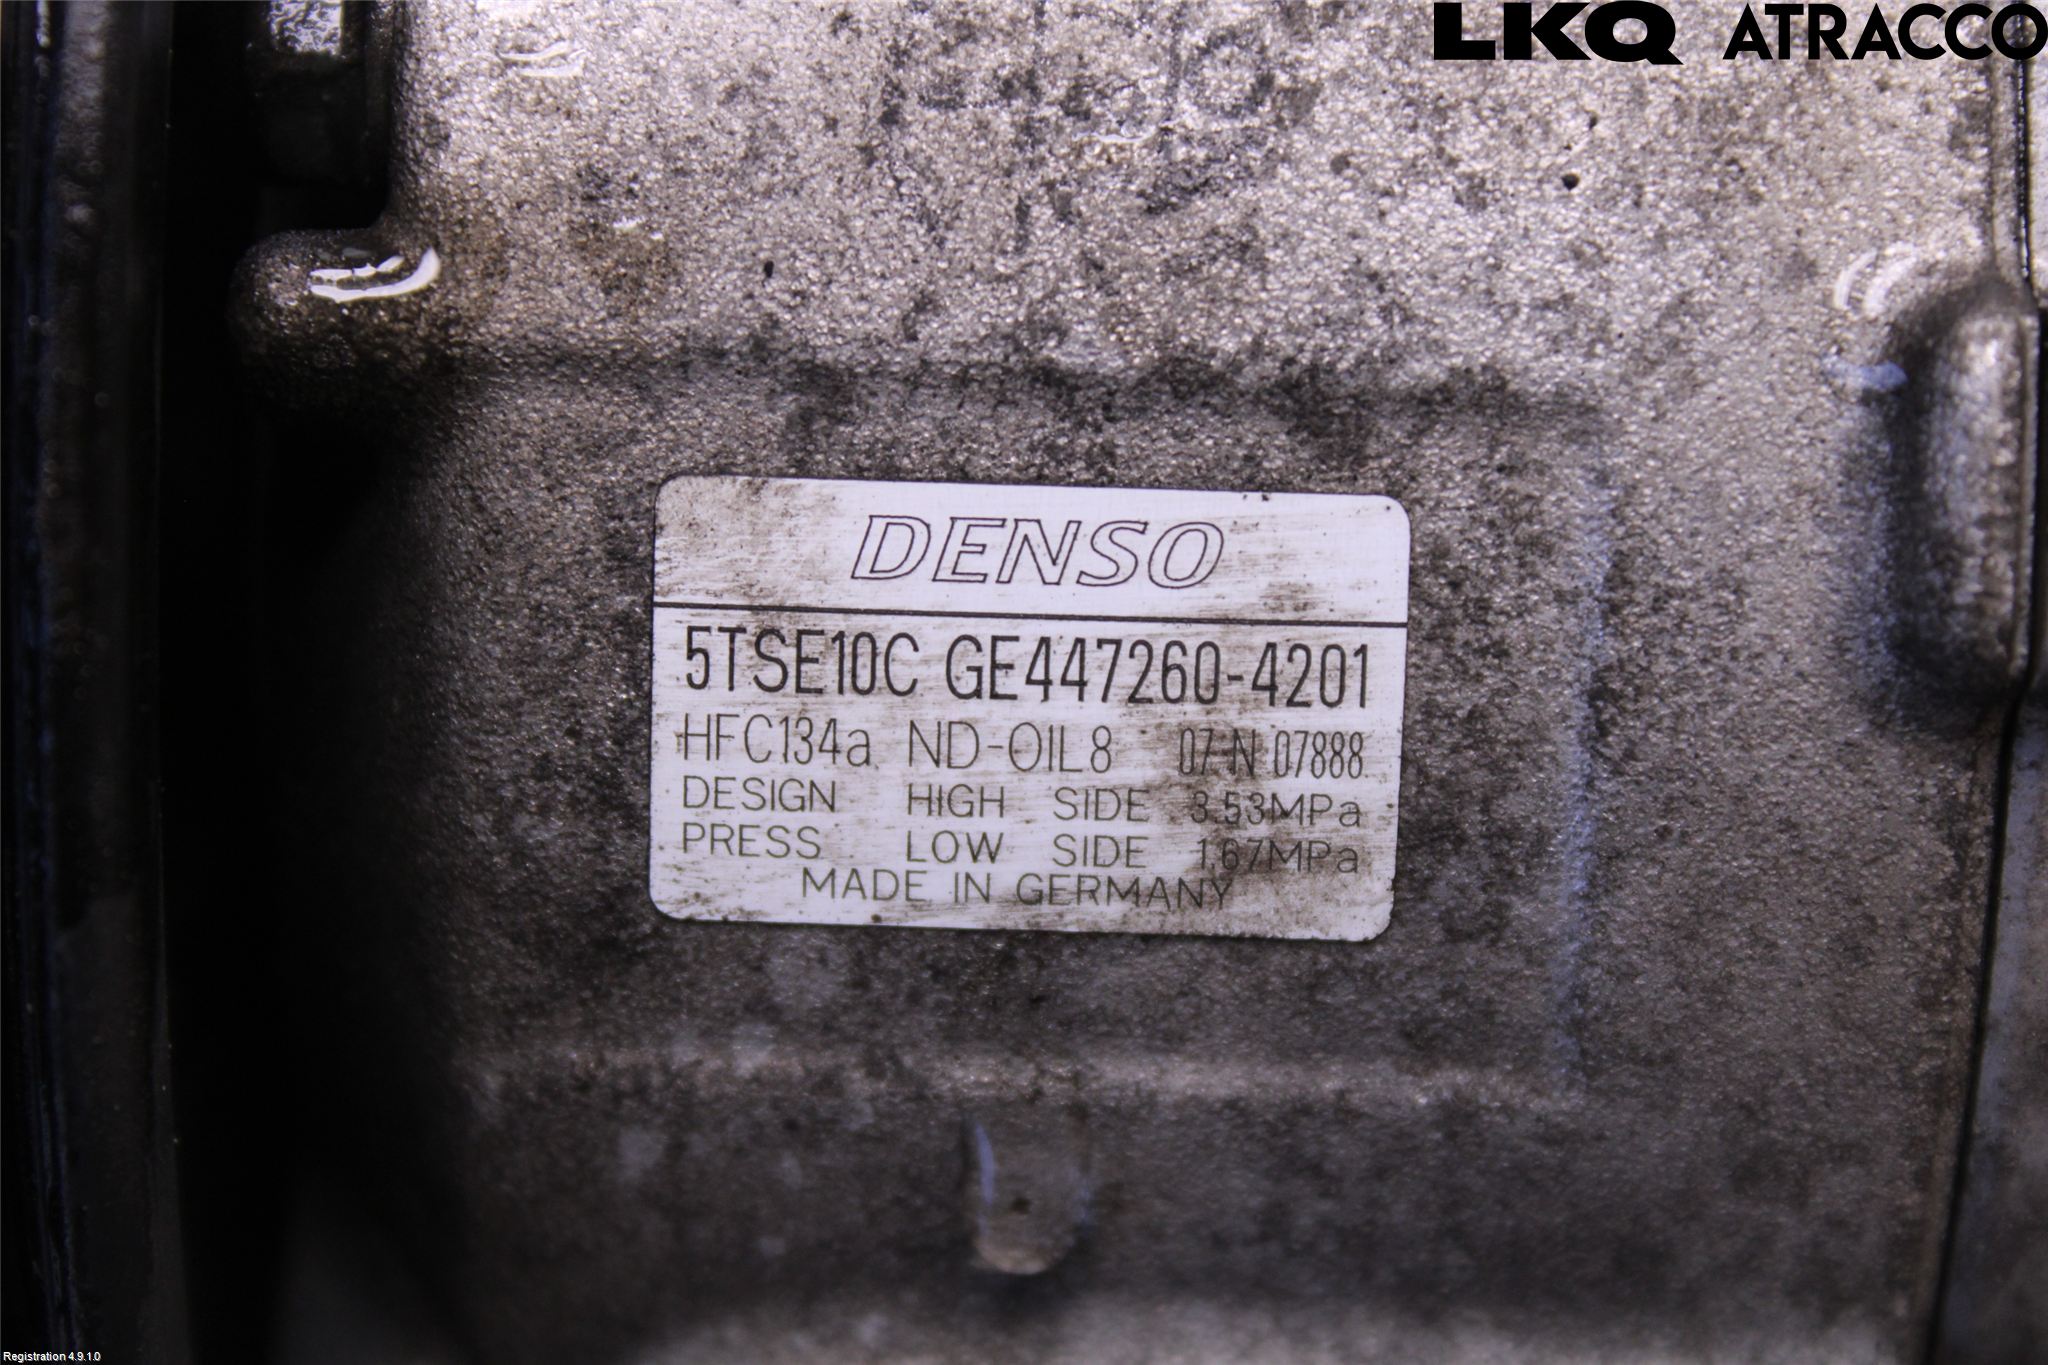 LKQ ATRACCO
DENSO
5TSE10C GE447260-4201
HFC134a ND-OIL8 07-N 07888
DESIGN HIGH SIDE 3.53MPa
PRESS LOW SIDE 1.67MPa
MADE IN GERMANY
Registration 4.9.1.0